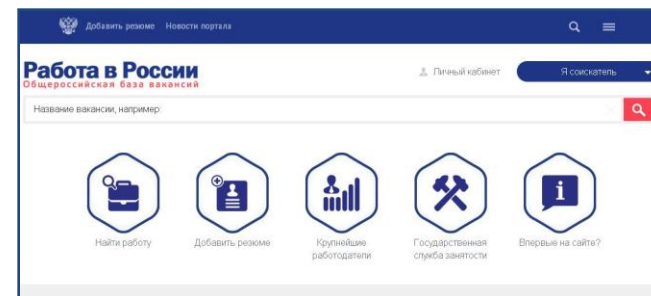 Добавить резюме Новости портала
Работа в России
Общероссийская база вакансий
Личный кабинет
Я соискатель
Название вакансии, например:
Найти работу
Добавить резюме
Крупнейшие
работодатели
Государственная
служба занятости
Впервые на сайте?